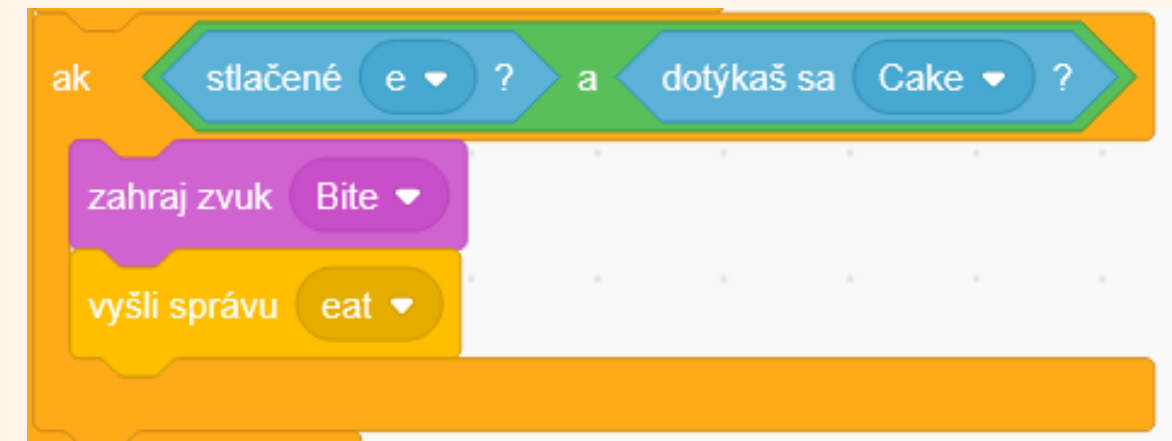 ak stlačené e ? a dotýkaš sa Cake ?
zahraj zvuk Bite
vyšli správu eat